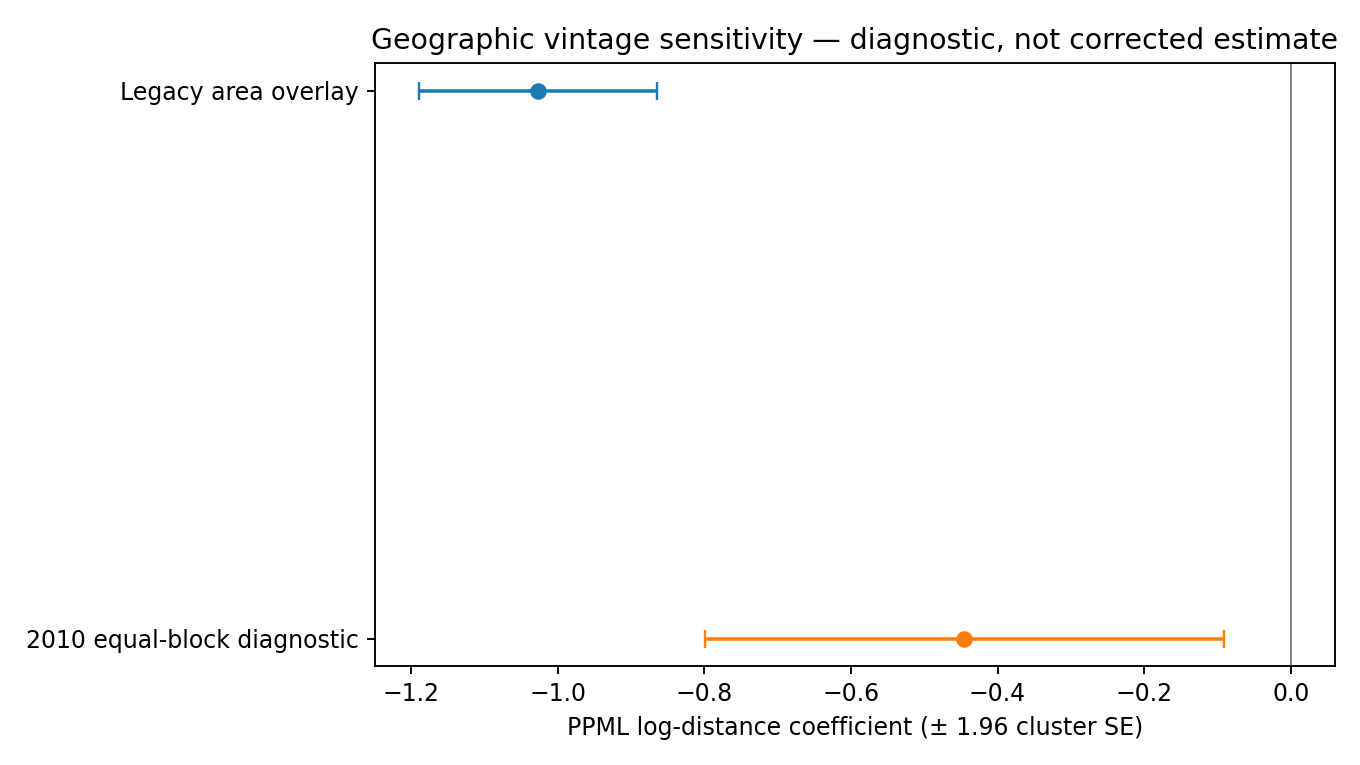 Geographic vintage sensitivity — diagnostic, not corrected estimate
Legacy area overlay
2010 equal-block diagnostic
−1.2 −1.0 −0.8 −0.6 −0.4 −0.2 0.0
PPML log-distance coefficient (± 1.96 cluster SE)